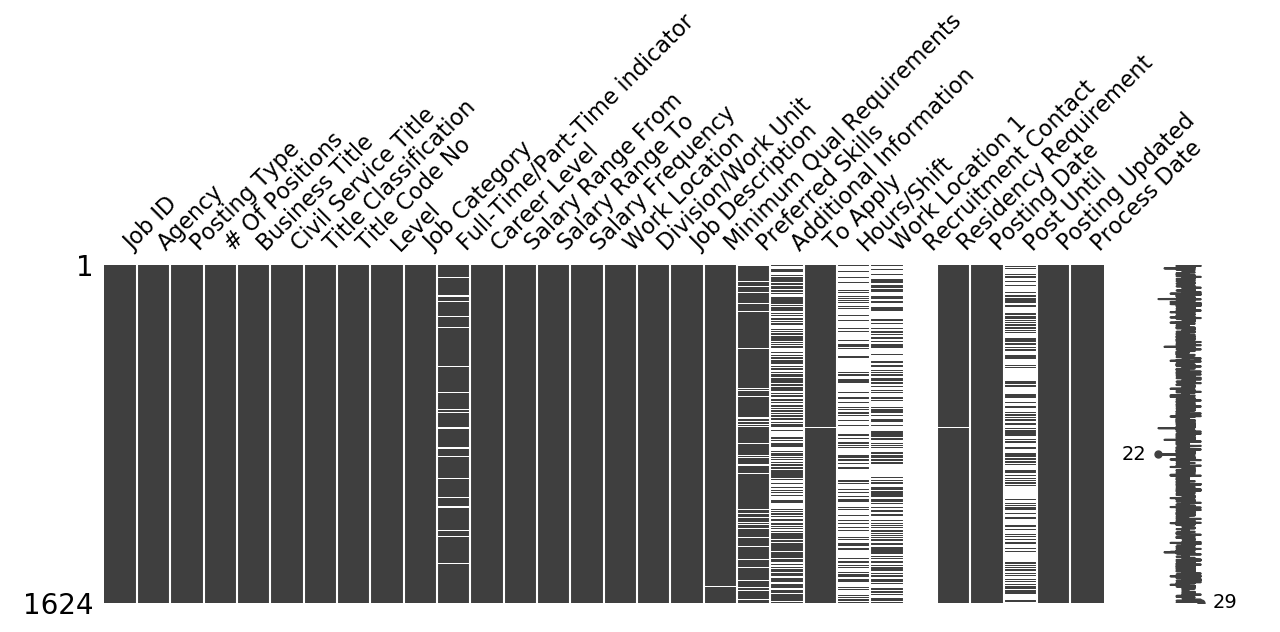 Job ID
Agency
Posting Type
# Of Positions
Business Title
Civil Service Title
Title Classification
Title Code No
Level
Job Category
Full-Time/Part-Time indicator
Career Level
Salary Range From
Salary Range To
Salary Frequency
Work Location
Division/Work Unit
Job Description
Minimum Qual Requirements
Preferred Skills
Additional Information
To Apply
Hours/Shift
Work Location 1
Recruitment Contact
Residency Requirement
Posting Date
Post Until
Posting Updated
Process Date
1
22
1624
29